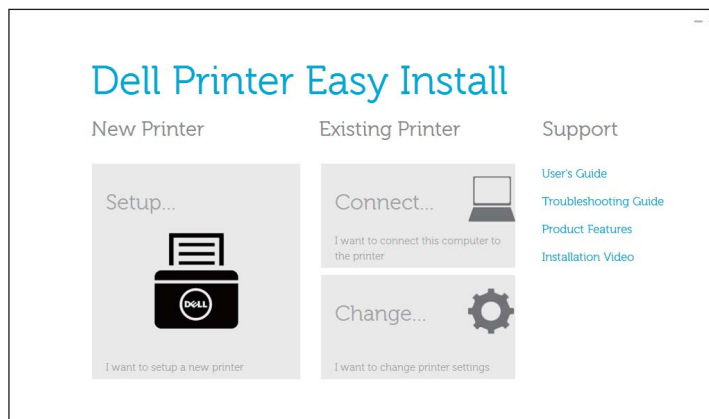 Dell Printer Easy Install
New Printer
Setup...
DELL
I want to setup a new printer
Existing Printer
Connect...
I want to connect this computer to
the printer
Change...
I want to change printer settings
Support
User's Guide
Troubleshooting Guide
Product Features
Installation Video